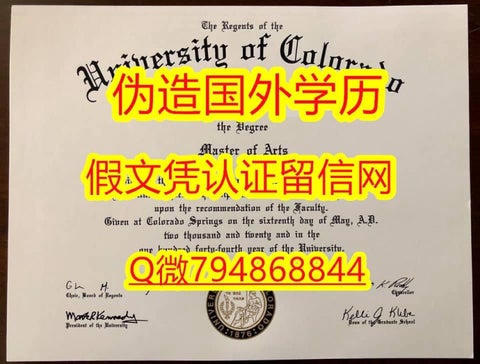 The Regents of the
University of Colorado
伪造国外学历
the Degree
Master of Arts
假文凭认证留信网
upon the recommendation of the Faculty.
Given at Colorado Springs on the sixteenth day of May, A.D.
two thousand and twenty and in the
one hundred forty-fourth year of the University.
Q微794868844
Chair, Board of Regents
Chancellor
President of the University
Dean of the Graduate School
1876